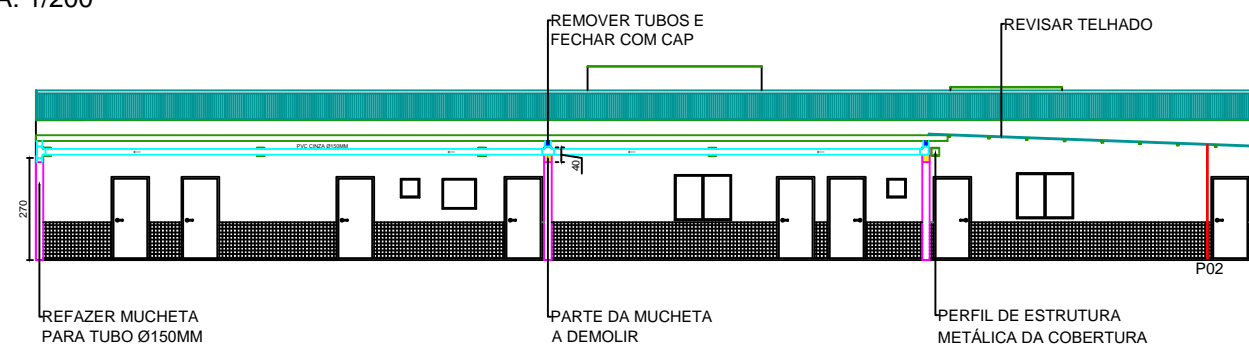 A: 1/200
REMOVER TUBOS E
FECHAR COM CAP
REVISAR TELHADO
PVC CINZA Ø150MM
40
270
P02
REFAZER MUCHETA
PARA TUBO Ø150MM
PARTE DA MUCHETA
A DEMOLIR
PERFIL DE ESTRUTURA
METÁLICA DA COBERTURA